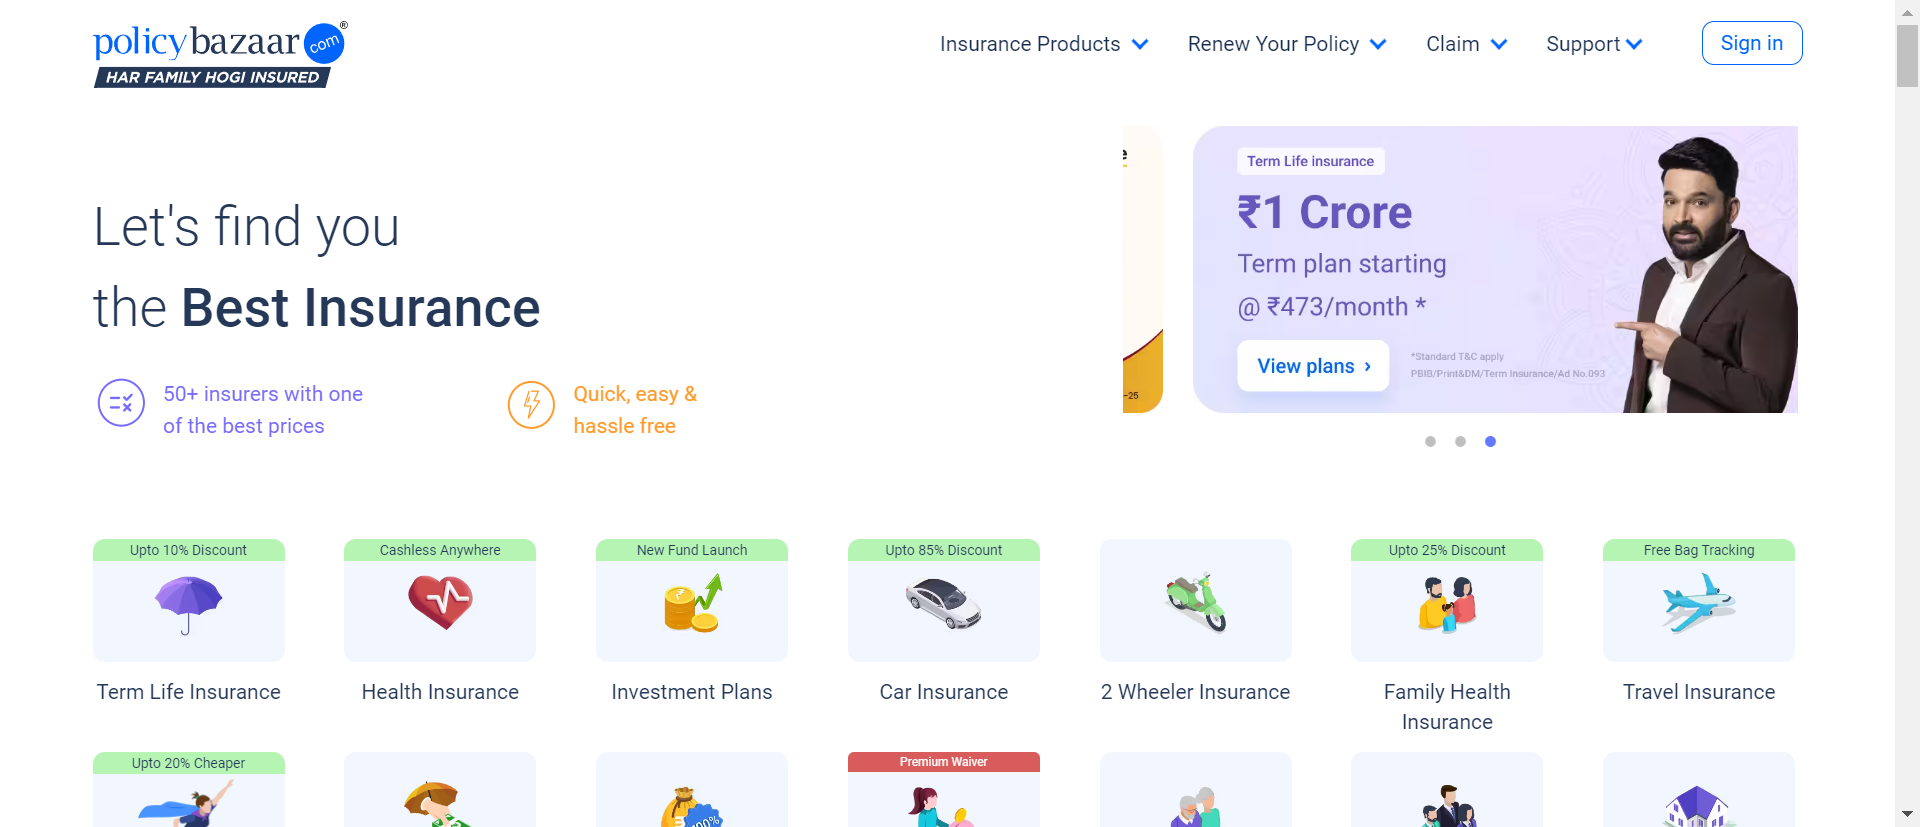 policybazaar com ®
HAR FAMILY HOGI INSURED
Insurance Products
Renew Your Policy
Claim
Support
Sign in
Let's find you
the Best Insurance
50+ insurers with one
of the best prices
Quick, easy &
hassle free
e
-25
Term Life insurance
₹1 Crore
Term plan starting
@ ₹473/month *
View plans ›
*Standard T&C apply
PBIB/Print&DM/Term Insurance/Ad No.093
Upto 10% Discount
Term Life Insurance
Cashless Anywhere
Health Insurance
New Fund Launch
Investment Plans
Upto 85% Discount
Car Insurance
2 Wheeler Insurance
Upto 25% Discount
Family Health
Insurance
Free Bag Tracking
Travel Insurance
Upto 20% Cheaper
Premium Waiver
100%